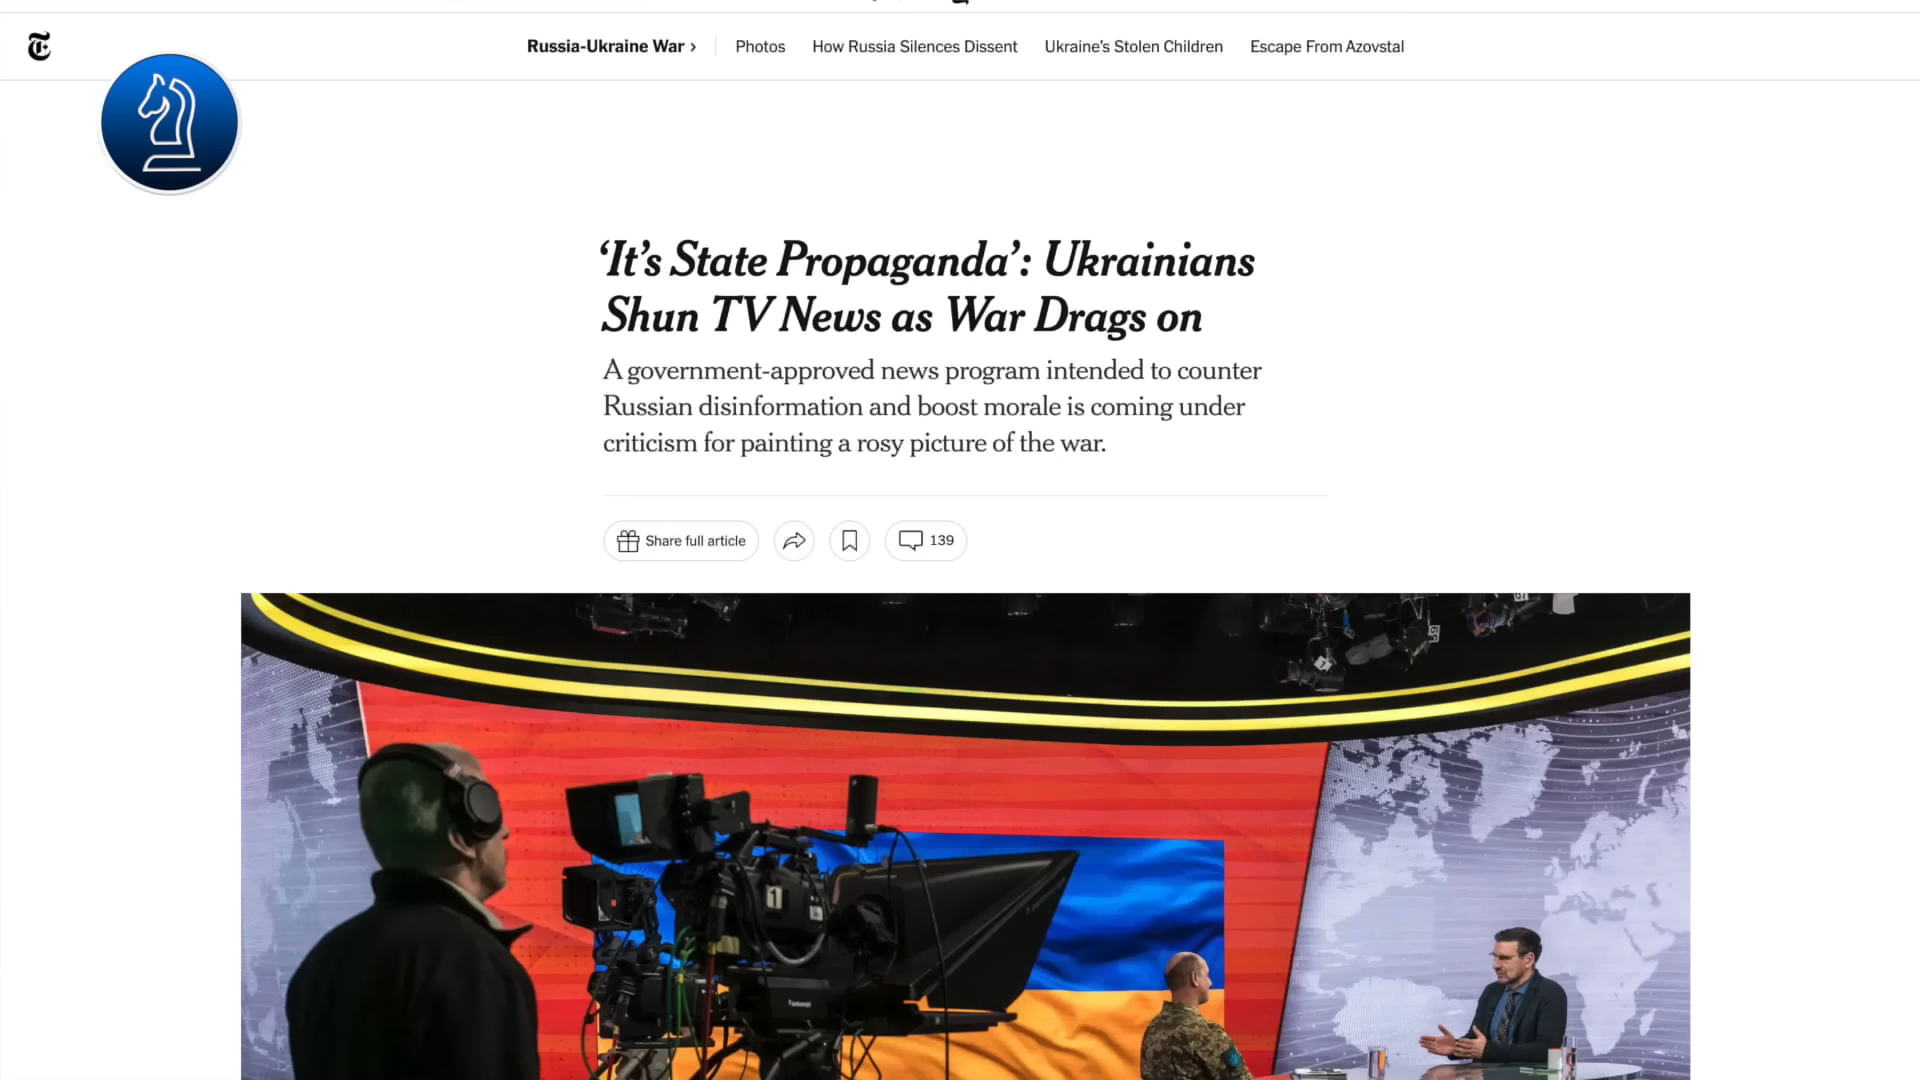 Russia-Ukraine War ›
Photos
How Russia Silences Dissent
Ukraine's Stolen Children
Escape From Azovstal
‘It’s State Propaganda’: Ukrainians
Shun TV News as War Drags on
A government-approved news program intended to counter
Russian disinformation and boost morale is coming under
criticism for painting a rosy picture of the war.
Share full article
139
1